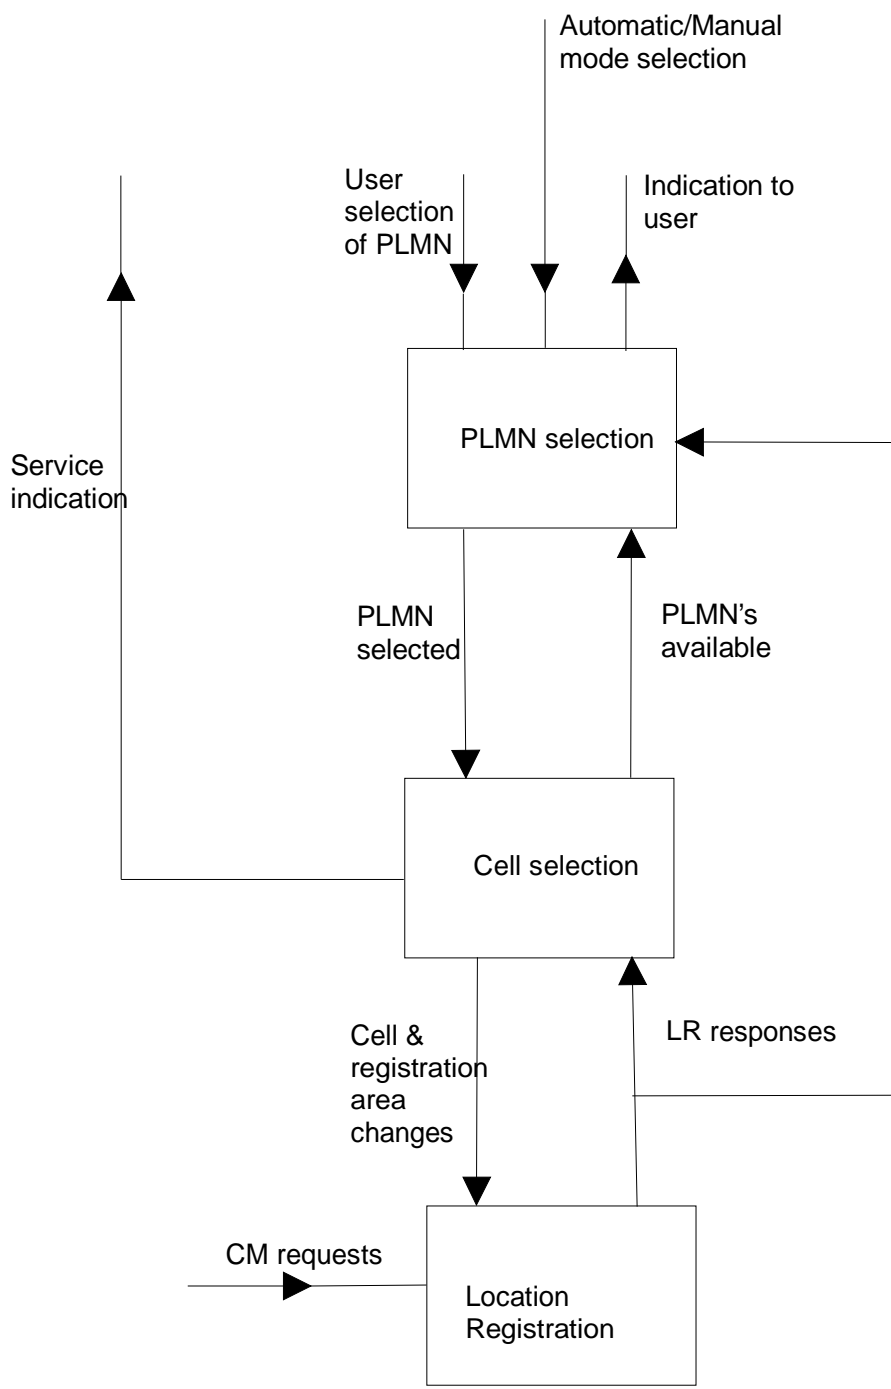 Automatic/Manual
mode selection
User
selection
of PLMN
Indication to
user
PLMN selection
Service
indication
PLMN
selected
PLMN’s
available
Cell selection
Cell &
registration
area
changes
LR responses
CM requests
Location
Registration